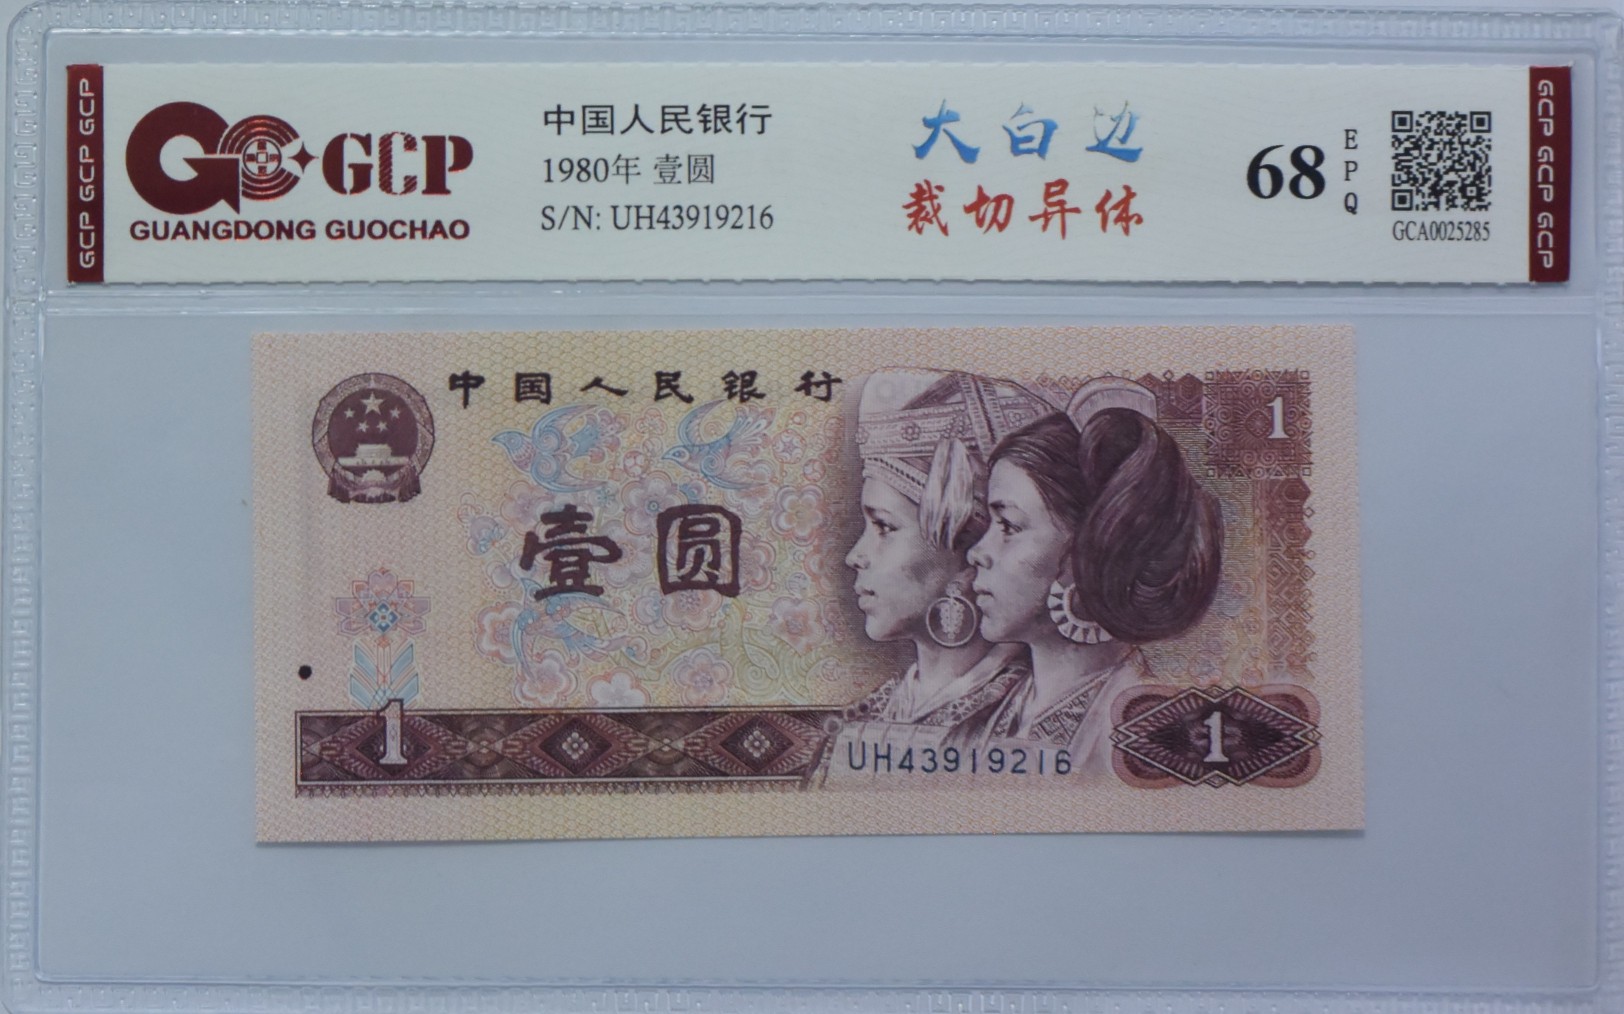 GCP GCP GCP
GCP
GUANGDONG GUOCHAO
中国人民银行
1980年 壹圆
S/N: UH43919216
大白边
裁切异体
68
EPQ
GCA0025285
GCP GCP GCP
中国人民银行
1
壹圆
1
UH43919216
1